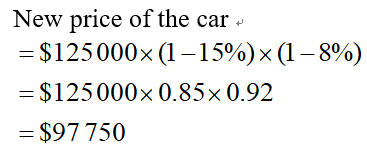 New price of the car
= $125 000 × (1 − 15%) × (1 − 8%)
= $125 000 × 0.85 × 0.92
= $97 750